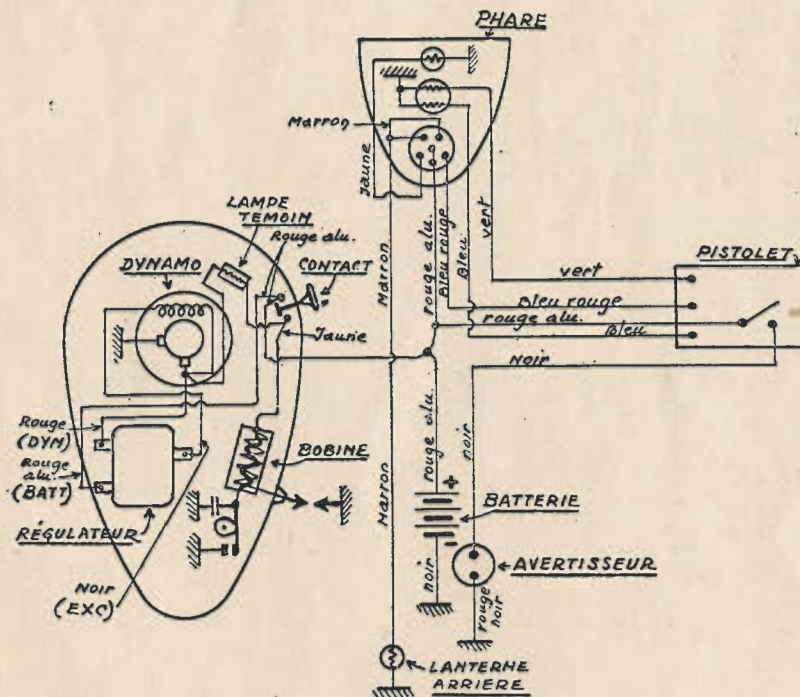 PHARE
Marron
Jaune
LAMPE
TEMOIN
Rouge alu.
DYNAMO
CONTACT
Jaune
Marron
rouge alu.
Bleu rouge
Bleu
vert
PISTOLET
vert
Bleu rouge
rouge alu.
Bleu
Noir
Rouge
(DYN)
Rouge
alu.
(BATT)
RÉGULATEUR
BOBINE
Noir
(EXC)
Marron
rouge alu.
noir
+
BATTERIE
-
noir
AVERTISSEUR
rouge
noir
LANTERNE
ARRIÈRE